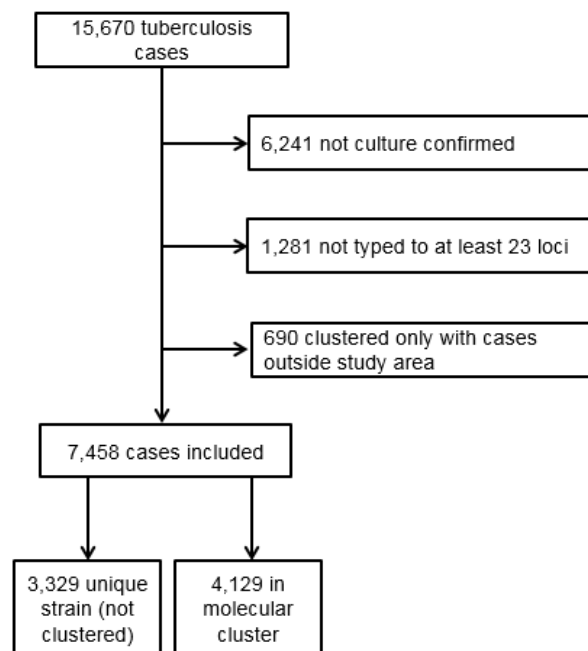 15,670 tuberculosis
cases
6,241 not culture confirmed
1,281 not typed to at least 23 loci
690 clustered only with cases
outside study area
7,458 cases included
3,329 unique
strain (not
clustered)
4,129 in
molecular
cluster